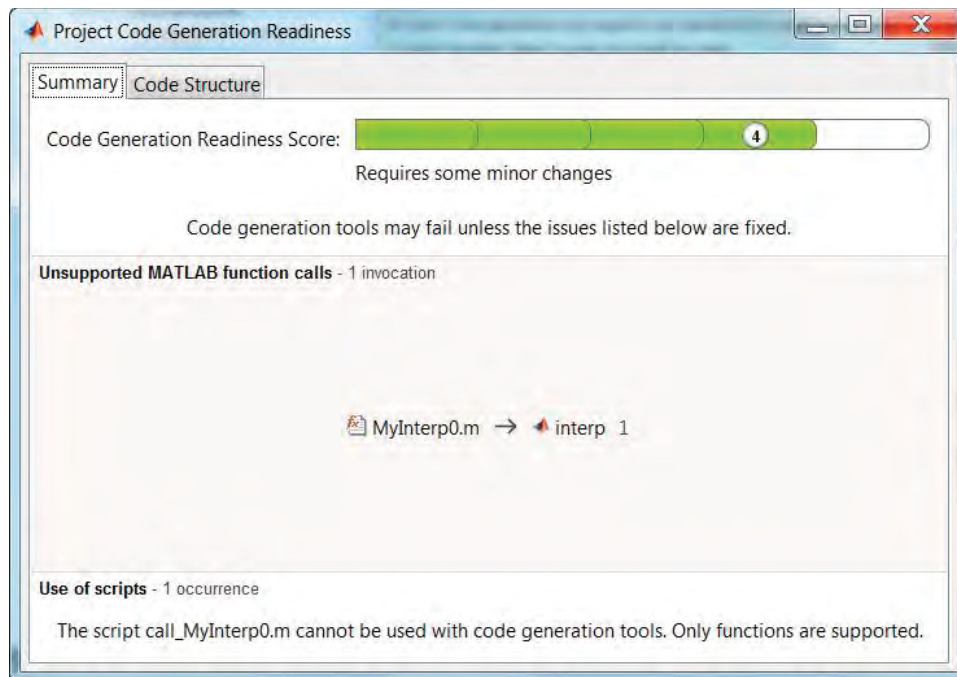 Project Code Generation Readiness
Summary
Code Structure
Code Generation Readiness Score:
4
Requires some minor changes
Code generation tools may fail unless the issues listed below are fixed.
Unsupported MATLAB function calls - 1 invocation
MyInterp0.m → interp 1
Use of scripts - 1 occurrence
The script call_MyInterp0.m cannot be used with code generation tools. Only functions are supported.